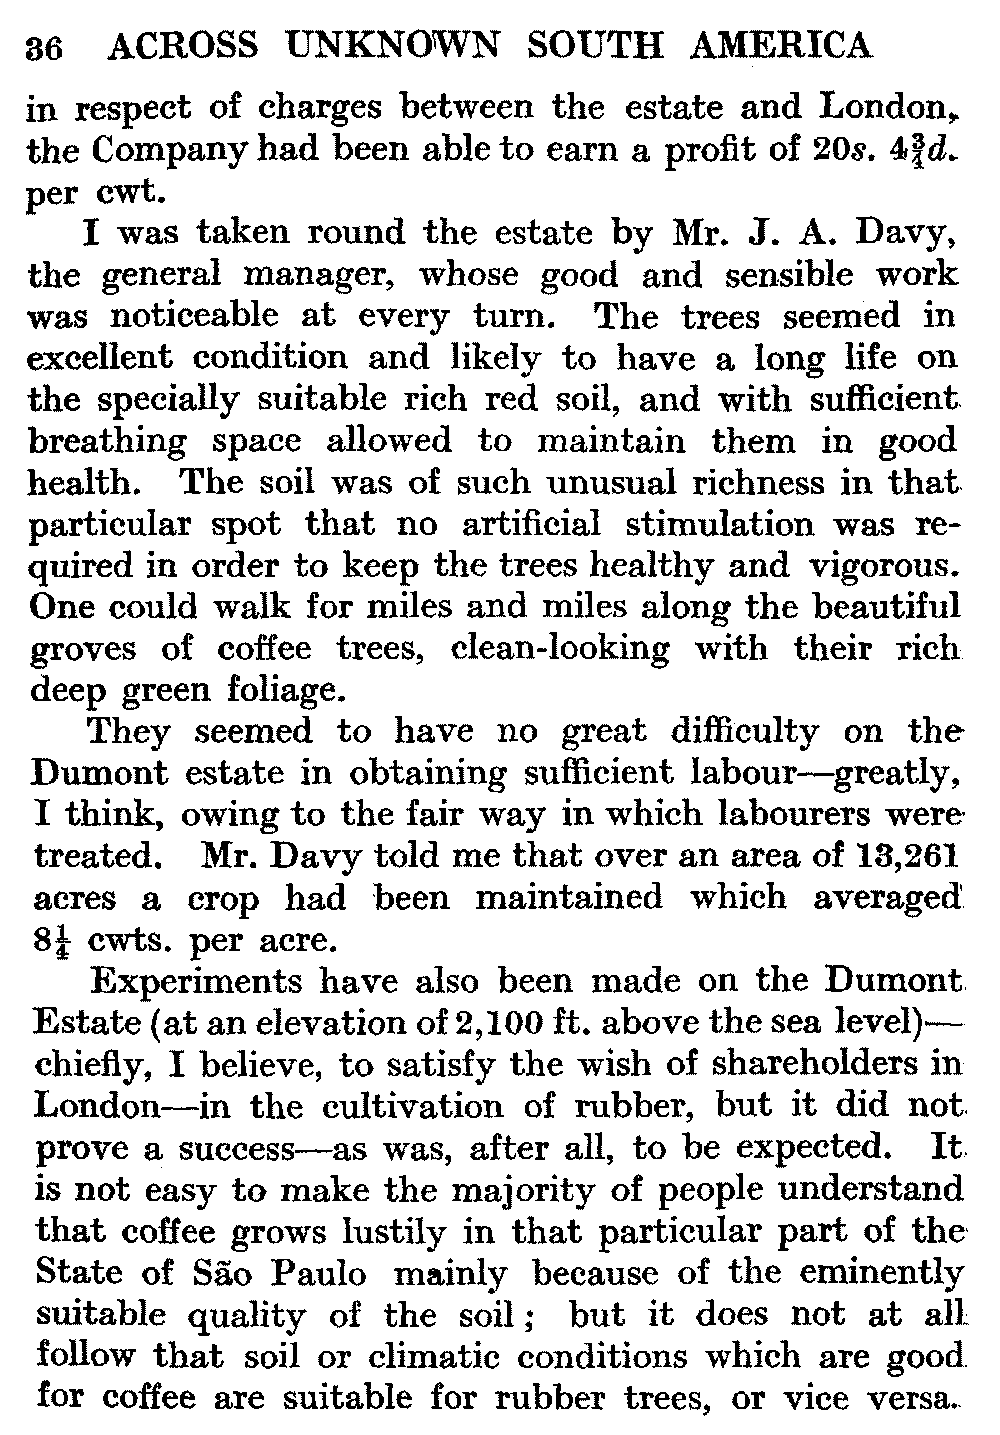 36 ACROSS UNKNOWN SOUTH AMERICA
in respect of charges between the estate and London,
the Company had been able to earn a profit of 20s. 4¾d.
per cwt.
I was taken round the estate by Mr. J. A. Davy,
the general manager, whose good and sensible work
was noticeable at every turn. The trees seemed in
excellent condition and likely to have a long life on
the specially suitable rich red soil, and with sufficient
breathing space allowed to maintain them in good
health. The soil was of such unusual richness in that
particular spot that no artificial stimulation was re-
quired in order to keep the trees healthy and vigorous.
One could walk for miles and miles along the beautiful
groves of coffee trees, clean-looking with their rich
deep green foliage.
They seemed to have no great difficulty on the
Dumont estate in obtaining sufficient labour—greatly,
I think, owing to the fair way in which labourers were
treated. Mr. Davy told me that over an area of 13,261
acres a crop had been maintained which averaged
8¼ cwts. per acre.
Experiments have also been made on the Dumont
Estate (at an elevation of 2,100 ft. above the sea level)—
chiefly, I believe, to satisfy the wish of shareholders in
London—in the cultivation of rubber, but it did not
prove a success—as was, after all, to be expected. It
is not easy to make the majority of people understand
that coffee grows lustily in that particular part of the
State of São Paulo mainly because of the eminently
suitable quality of the soil; but it does not at all
follow that soil or climatic conditions which are good
for coffee are suitable for rubber trees, or vice versa.